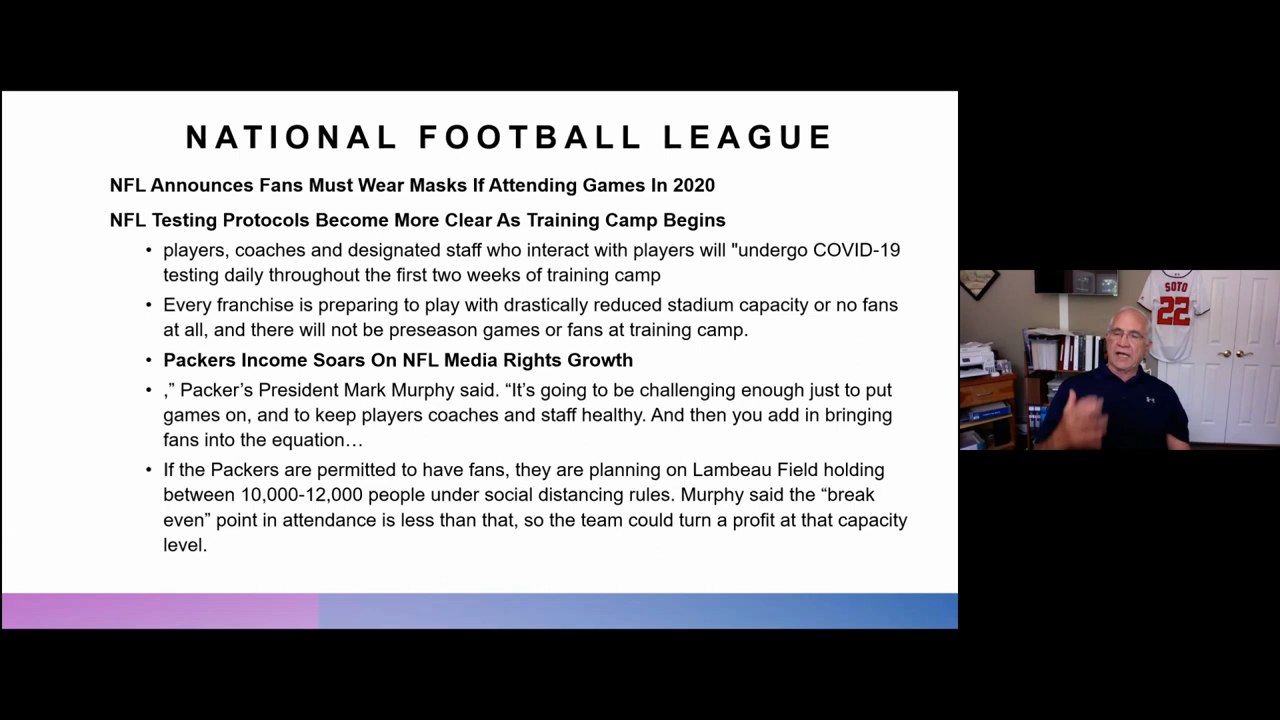 NATIONAL FOOTBALL LEAGUE
NFL Announces Fans Must Wear Masks If Attending Games In 2020
NFL Testing Protocols Become More Clear As Training Camp Begins
• players, coaches and designated staff who interact with players will "undergo COVID-19
testing daily throughout the first two weeks of training camp
• Every franchise is preparing to play with drastically reduced stadium capacity or no fans
at all, and there will not be preseason games or fans at training camp.
• Packers Income Soars On NFL Media Rights Growth
• ,” Packer’s President Mark Murphy said. “It’s going to be challenging enough just to put
games on, and to keep players coaches and staff healthy. And then you add in bringing
fans into the equation…
• If the Packers are permitted to have fans, they are planning on Lambeau Field holding
between 10,000-12,000 people under social distancing rules. Murphy said the “break
even” point in attendance is less than that, so the team could turn a profit at that capacity
level.
SOTO
22